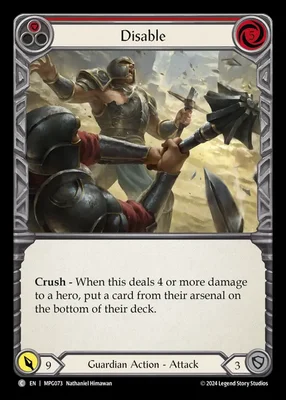 Disable
Crush - When this deals 4 or more damage
to a hero, put a card from their arsenal on
the bottom of their deck.
9
Guardian Action - Attack
3
C EN | MPG073 Nathaniel Himawan
© 2024 Legend Story Studios